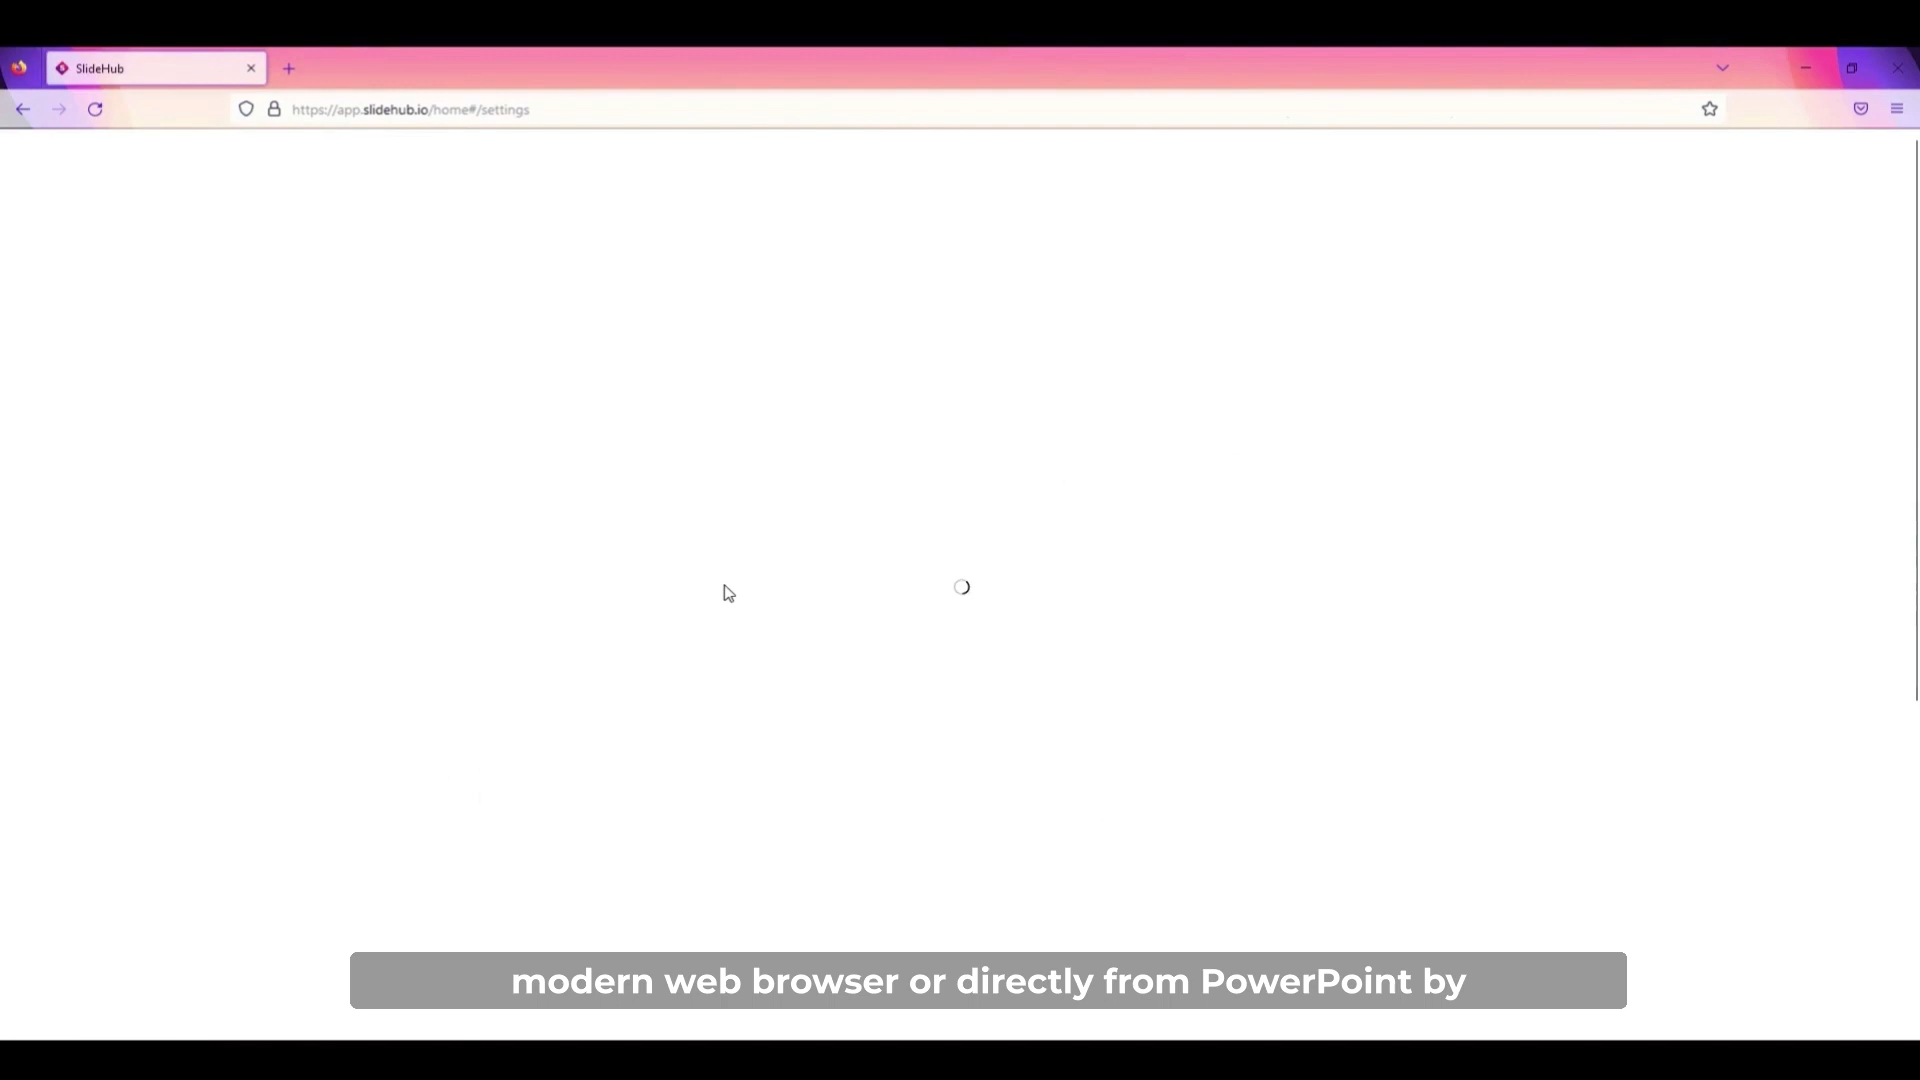 SlideHub
https://app.slidehub.io/home#/settings
modern web browser or directly from PowerPoint by